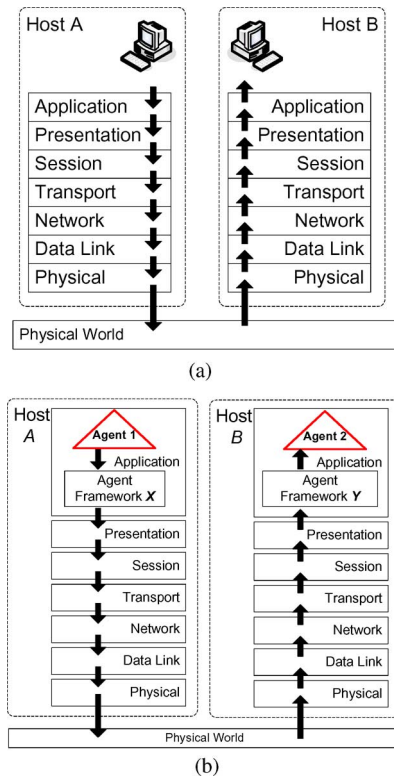 Host A
Application
Presentation
Session
Transport
Network
Data Link
Physical
Host B
Application
Presentation
Session
Transport
Network
Data Link
Physical
Physical World
(a)
Host
A
Agent 1
Application
Agent
Framework X
Presentation
Session
Transport
Network
Data Link
Physical
Host
B
Agent 2
Application
Agent
Framework Y
Presentation
Session
Transport
Network
Data Link
Physical
Physical World
(b)